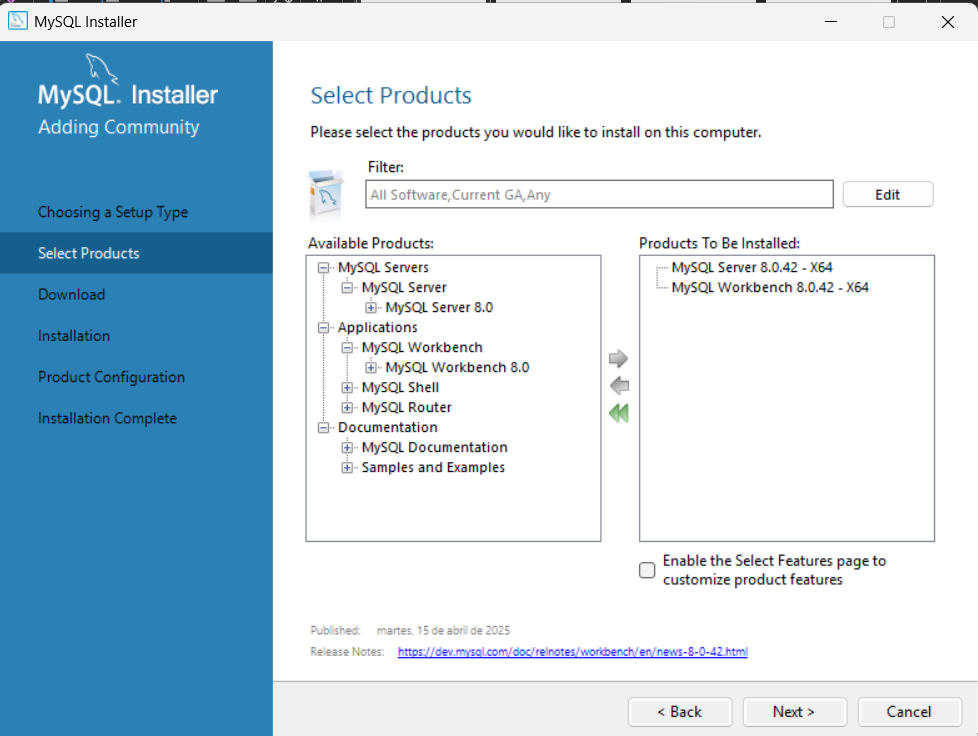 MySQL Installer
MySQL. Installer
Adding Community
Choosing a Setup Type
Select Products
Download
Installation
Product Configuration
Installation Complete
Select Products
Please select the products you would like to install on this computer.
Filter:
All Software,Current GA,Any
Edit
Available Products:
MySQL Servers
MySQL Server
MySQL Server 8.0
Applications
MySQL Workbench
MySQL Workbench 8.0
MySQL Shell
MySQL Router
Documentation
MySQL Documentation
Samples and Examples
Products To Be Installed:
MySQL Server 8.0.42 - X64
MySQL Workbench 8.0.42 - X64
Enable the Select Features page to
customize product features
Published: martes, 15 de abril de 2025
Release Notes: https://dev.mysql.com/doc/relnotes/workbench/en/news-8-0-42.html
< Back
Next >
Cancel